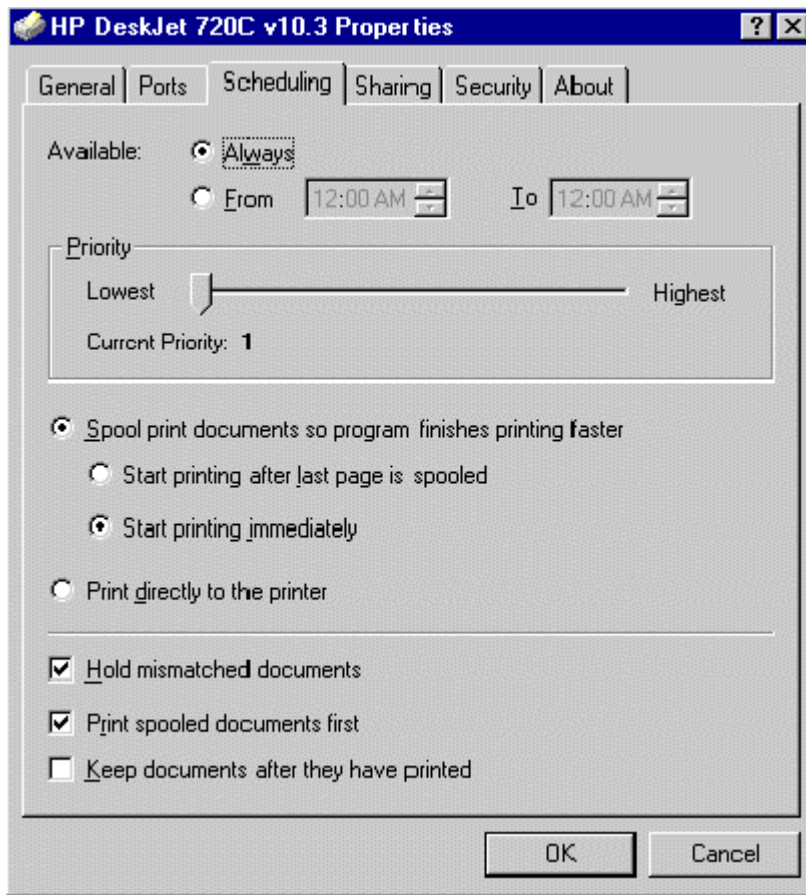 HP DeskJet 720C v10.3 Properties
General Ports Scheduling Sharing Security About
Available: Always
From 12:00 AM To 12:00 AM
Priority
Lowest Highest
Current Priority: 1
Spool print documents so program finishes printing faster
Start printing after last page is spooled
Start printing immediately
Print directly to the printer
Hold mismatched documents
Print spooled documents first
Keep documents after they have printed
OK Cancel